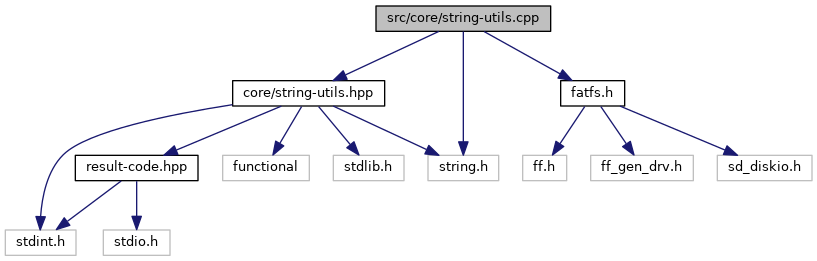 src/core/string-utils.cpp
core/string-utils.hpp
fatfs.h
result-code.hpp
functional
stdlib.h
string.h
ff.h
ff_gen_drv.h
sd_diskio.h
stdint.h
stdio.h